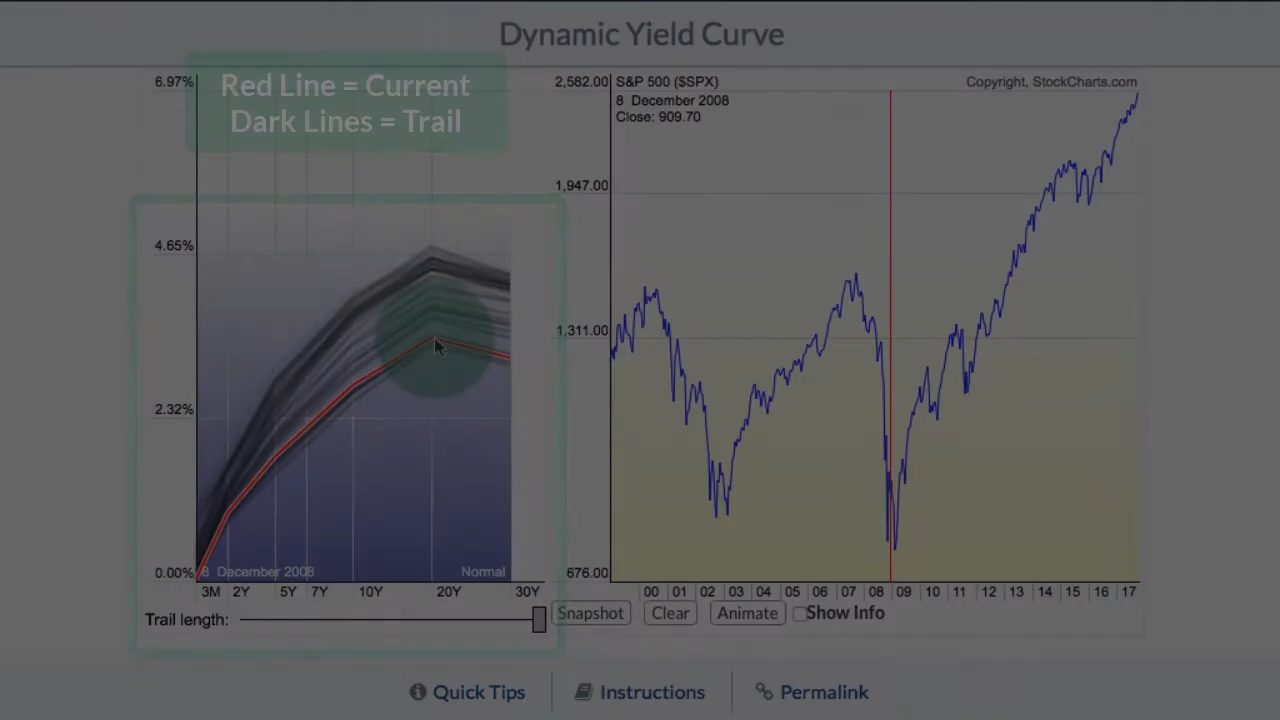 Dynamic Yield Curve
Red Line = Current
Dark Lines = Trail
6.97%
4.65%
2.32%
0.00%
8 December 2008
Normal
3M 2Y 5Y 7Y 10Y 20Y 30Y
Trail length:
2,582.00
1,947.00
1,311.00
676.00
S&P 500 ($SPX)
Copyright, StockCharts.com
8 December 2008
Close: 909.70
00 01 02 03 04 05 06 07 08 09 10 11 12 13 14 15 16 17
Snapshot Clear Animate Show Info
Quick Tips Instructions Permalink